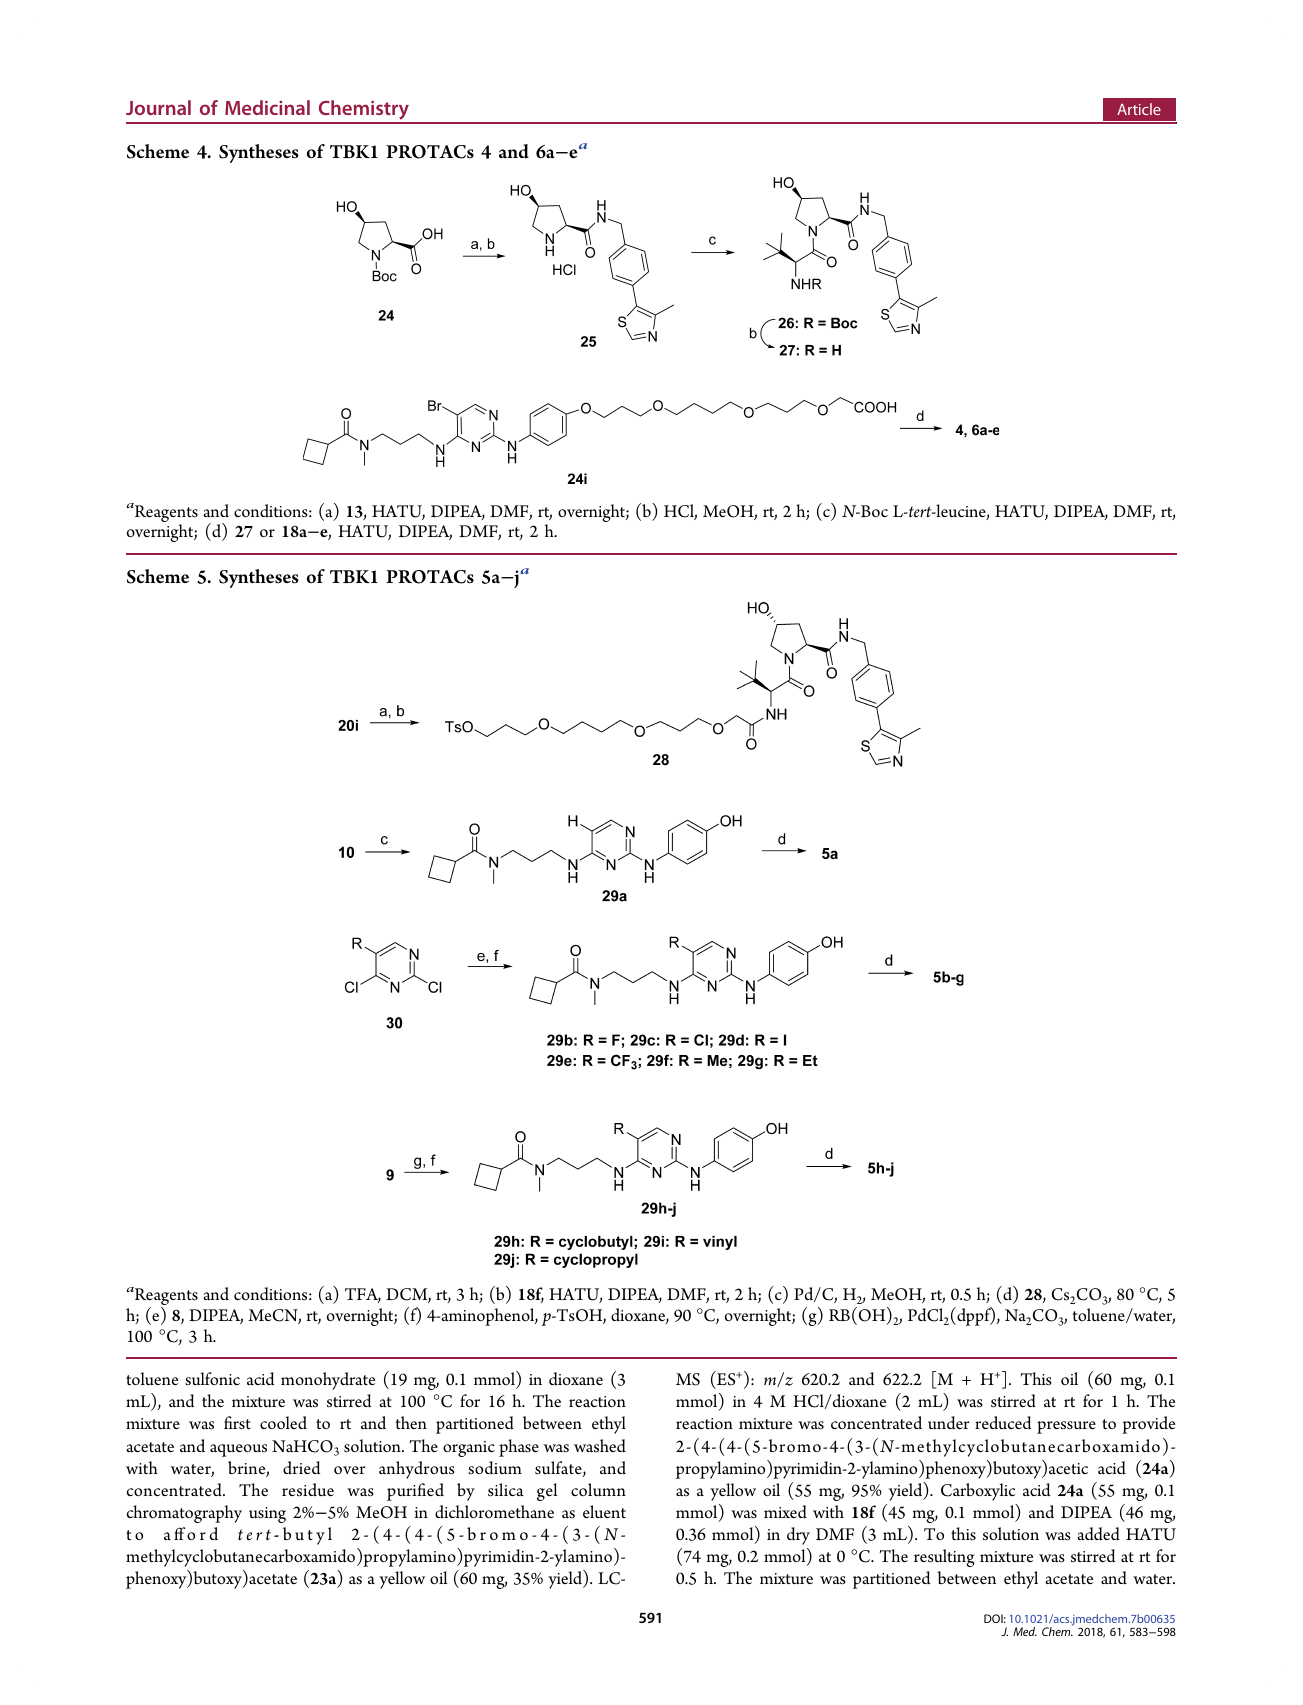 Journal of Medicinal Chemistry
Article
Scheme 4. Syntheses of TBK1 PROTACs 4 and 6a−e^a
HO
N
Boc
OH
O
24
a, b
HO
N
H
HCl
H
N
O
S
N
25
c
HO
N
H
N
O
O
NHR
S
N
26: R = Boc
b
27: R = H
O
N
N
H
Br
N
N
N
H
O
O
O
O
COOH
24i
d
4, 6a-e
^aReagents and conditions: (a) 13, HATU, DIPEA, DMF, rt, overnight; (b) HCl, MeOH, rt, 2 h; (c) N-Boc L-tert-leucine, HATU, DIPEA, DMF, rt,
overnight; (d) 27 or 18a−e, HATU, DIPEA, DMF, rt, 2 h.
Scheme 5. Syntheses of TBK1 PROTACs 5a−j^a
20i
a, b
TsO
O
O
O
O
NH
O
N
HO
H
N
O
S
N
28
10
c
O
N
N
H
H
N
N
N
H
OH
29a
d
5a
R
N
Cl
N
Cl
30
e, f
O
N
N
H
R
N
N
N
H
OH
d
5b-g
29b: R = F; 29c: R = Cl; 29d: R = I
29e: R = CF₃; 29f: R = Me; 29g: R = Et
9
g, f
O
N
N
H
R
N
N
N
H
OH
29h-j
d
5h-j
29h: R = cyclobutyl; 29i: R = vinyl
29j: R = cyclopropyl
^aReagents and conditions: (a) TFA, DCM, rt, 3 h; (b) 18f, HATU, DIPEA, DMF, rt, 2 h; (c) Pd/C, H₂, MeOH, rt, 0.5 h; (d) 28, Cs₂CO₃, 80 °C, 5
h; (e) 8, DIPEA, MeCN, rt, overnight; (f) 4-aminophenol, p-TsOH, dioxane, 90 °C, overnight; (g) RB(OH)₂, PdCl₂(dppf), Na₂CO₃, toluene/water,
100 °C, 3 h.
toluene sulfonic acid monohydrate (19 mg, 0.1 mmol) in dioxane (3
mL), and the mixture was stirred at 100 °C for 16 h. The reaction
mixture was first cooled to rt and then partitioned between ethyl
acetate and aqueous NaHCO₃ solution. The organic phase was washed
with water, brine, dried over anhydrous sodium sulfate, and
concentrated. The residue was purified by silica gel column
chromatography using 2%−5% MeOH in dichloromethane as eluent
to afford tert-butyl 2-(4-(4-(5-bromo-4-(3-(N-
methylcyclobutanecarboxamido)propylamino)pyrimidin-2-ylamino)-
phenoxy)butoxy)acetate (23a) as a yellow oil (60 mg, 35% yield). LC-
MS (ES⁺): m/z 620.2 and 622.2 [M + H⁺]. This oil (60 mg, 0.1
mmol) in 4 M HCl/dioxane (2 mL) was stirred at rt for 1 h. The
reaction mixture was concentrated under reduced pressure to provide
2-(4-(4-(5-bromo-4-(3-(N-methylcyclobutanecarboxamido)-
propylamino)pyrimidin-2-ylamino)phenoxy)butoxy)acetic acid (24a)
as a yellow oil (55 mg, 95% yield). Carboxylic acid 24a (55 mg, 0.1
mmol) was mixed with 18f (45 mg, 0.1 mmol) and DIPEA (46 mg,
0.36 mmol) in dry DMF (3 mL). To this solution was added HATU
(74 mg, 0.2 mmol) at 0 °C. The resulting mixture was stirred at rt for
0.5 h. The mixture was partitioned between ethyl acetate and water.
591
DOI: 10.1021/acs.jmedchem.7b00635
J. Med. Chem. 2018, 61, 583−598